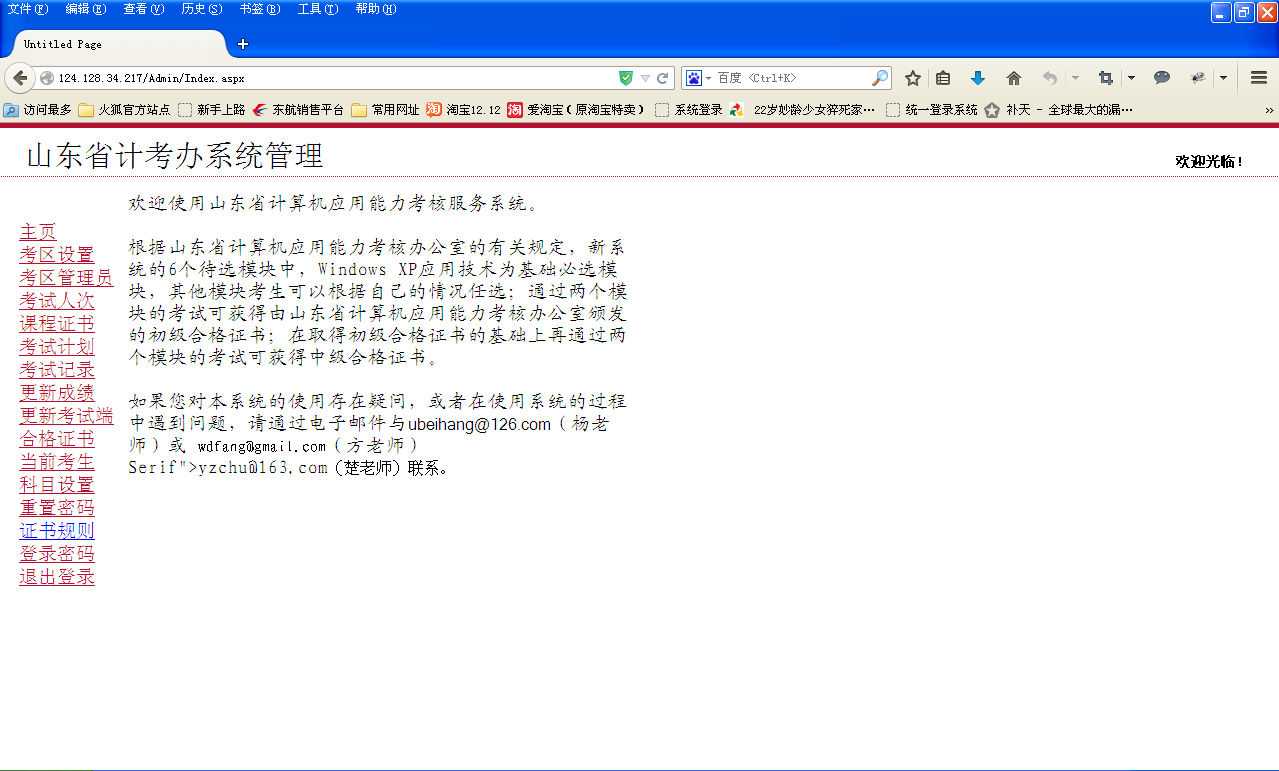 文件(F) 编辑(E) 查看(V) 历史(S) 书签(B) 工具(T) 帮助(H)
Untitled Page
124.128.34.217/Admin/Index.aspx 百度 <Ctrl+K>
访问最多 火狐官方站点 新手上路 东航销售平台 常用网址 淘宝12.12 爱淘宝(原淘宝特卖) 系统登录 22岁妙龄少女猝死家… 统一登录系统 补天 - 全球最大的漏… »
山东省计考办系统管理
欢迎光临!
欢迎使用山东省计算机应用能力考核服务系统。
主页
考区设置
考区管理员
考试人次
课程证书
考试计划
考试记录
更新成绩
更新考试端
合格证书
当前考生
科目设置
重置密码
证书规则
登录密码
退出登录
根据山东省计算机应用能力考核办公室的有关规定，新系
统的6个待选模块中，Windows XP应用技术为基础必选模
块，其他模块考生可以根据自己的情况任选；通过两个模
块的考试可获得由山东省计算机应用能力考核办公室颁发
的初级合格证书；在取得初级合格证书的基础上再通过两
个模块的考试可获得中级合格证书。
如果您对本系统的使用存在疑问，或者在使用系统的过程
中遇到问题，请通过电子邮件与ubeihang@126.com（杨老
师）或 wdfang@gmail.com（方老师）
Serif">yzchu@163.com（楚老师）联系。